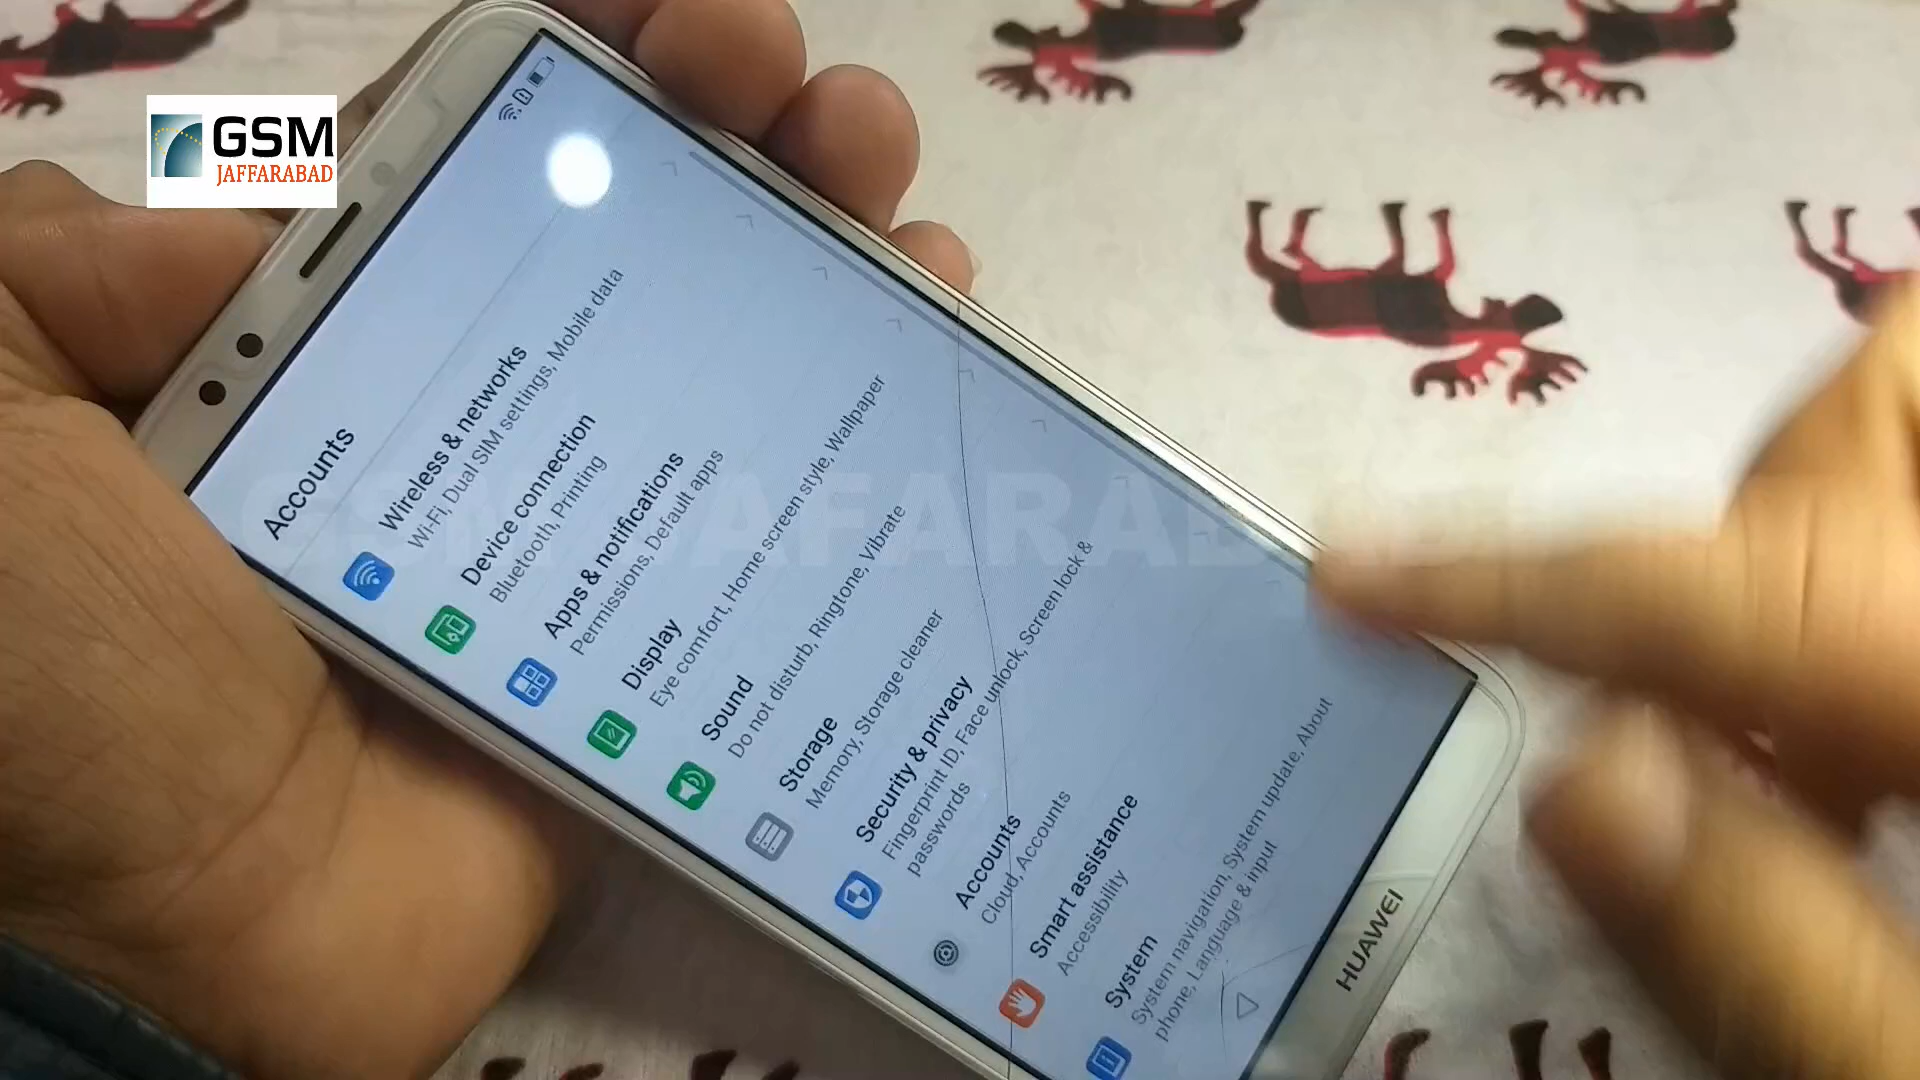 GSM
JAFFARABAD
Accounts
Wireless & networks
Wi-Fi, Dual SIM settings, Mobile data
Device connection
Bluetooth, Printing
Apps & notifications
Permissions, Default apps
Display
Eye comfort, Home screen style, Wallpaper
Sound
Do not disturb, Ringtone, Vibrate
Storage
Memory, Storage cleaner
Security & privacy
Fingerprint ID, Face unlock, Screen lock &
passwords
Accounts
Cloud, Accounts
Smart assistance
Accessibility
System
System navigation, System update, About
phone, Language & input
HUAWEI
GSM JAFARABAD